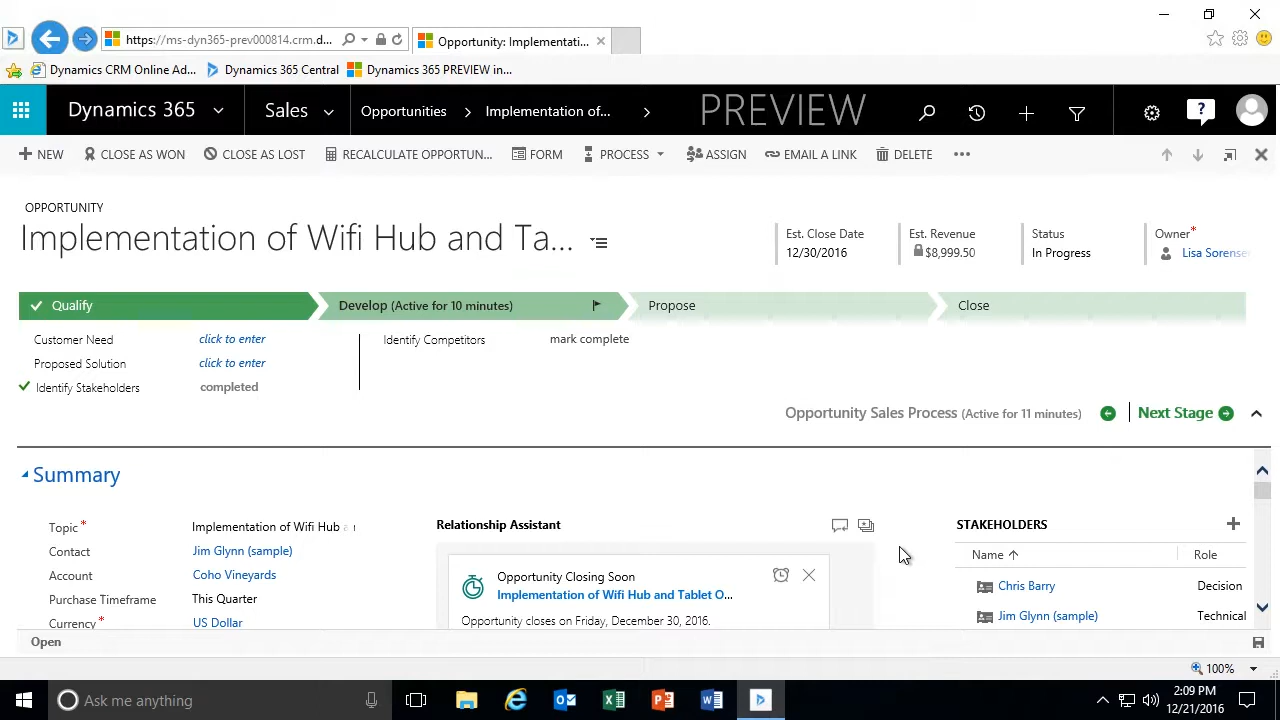 https://ms-dyn365-prev000814.crm.d...
Opportunity: Implementati...
Dynamics CRM Online Ad...
Dynamics 365 Central
Dynamics 365 PREVIEW in...
Dynamics 365
Sales
Opportunities
Implementation of...
PREVIEW
NEW
CLOSE AS WON
CLOSE AS LOST
RECALCULATE OPPORTUN...
FORM
PROCESS
ASSIGN
EMAIL A LINK
DELETE
OPPORTUNITY
Implementation of Wifi Hub and Ta...
Est. Close Date
12/30/2016
Est. Revenue
$8,999.50
Status
In Progress
Owner*
Lisa Sorense
Qualify
Develop (Active for 10 minutes)
Propose
Close
Customer Need click to enter
Proposed Solution click to enter
Identify Stakeholders completed
Identify Competitors mark complete
Opportunity Sales Process (Active for 11 minutes)
Next Stage
Summary
Topic* Implementation of Wifi Hub a
Contact Jim Glynn (sample)
Account Coho Vineyards
Purchase Timeframe This Quarter
Currency* US Dollar
Relationship Assistant
Opportunity Closing Soon
Implementation of Wifi Hub and Tablet O...
Opportunity closes on Friday, December 30, 2016.
STAKEHOLDERS
Name Role
Chris Barry Decision
Jim Glynn (sample) Technical
Open
100%
Ask me anything
2:09 PM
12/21/2016